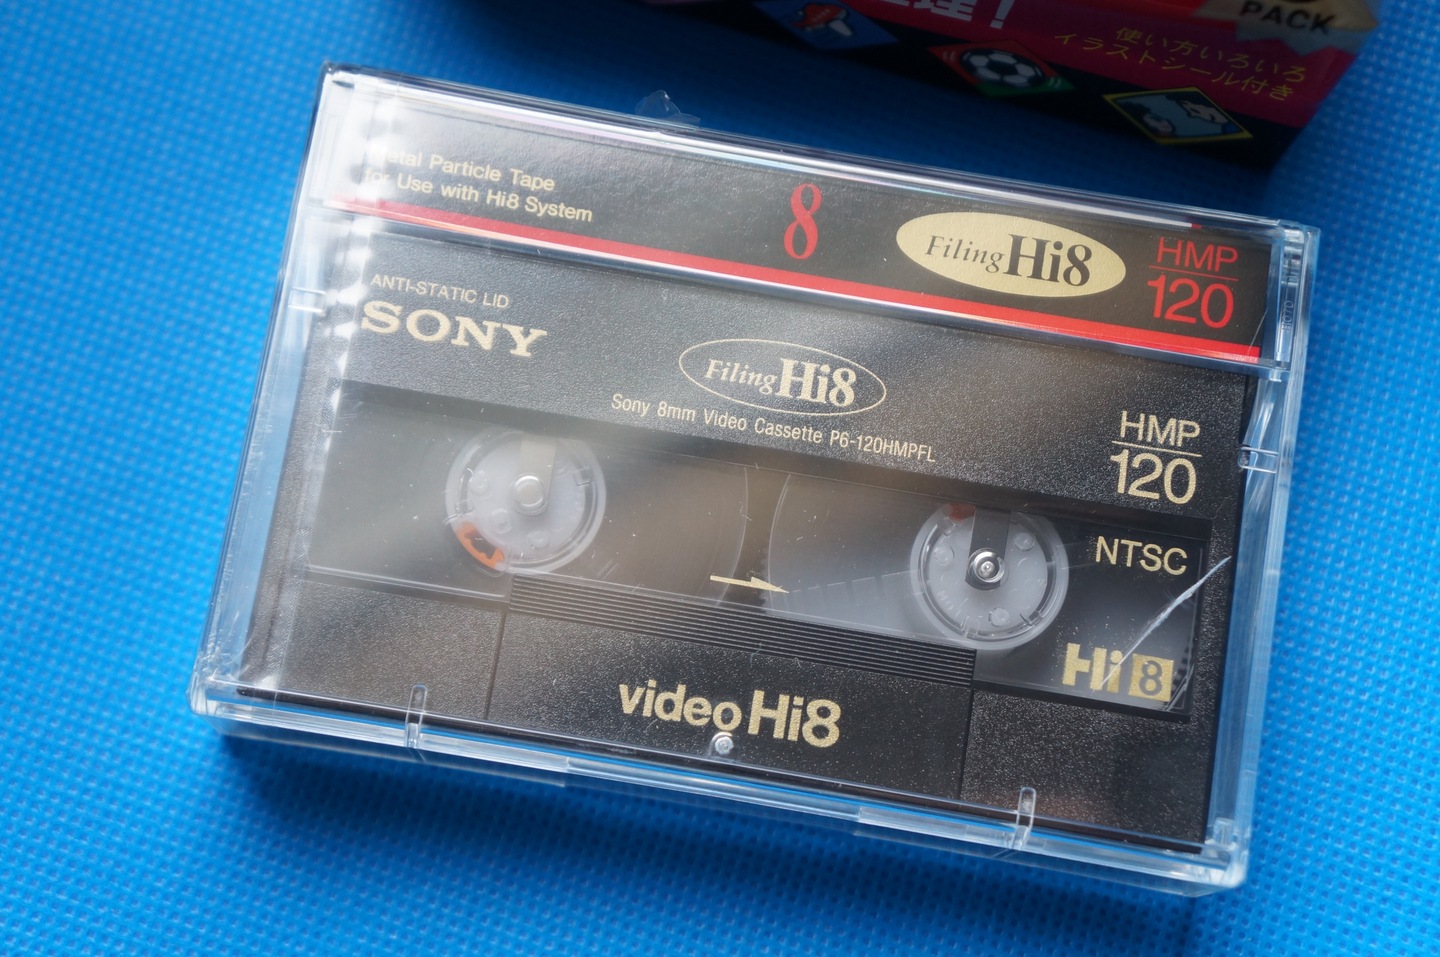 理!
PACK
使い方いろいろ
イラストシール付き
Metal Particle Tape
for Use with Hi8 System
8
Filing Hi8
HMP
120
ANTI-STATIC LID
SONY
Filing Hi8
Sony 8mm Video Cassette P6-120HMPFL
HMP
120
NTSC
Hi8
video Hi8